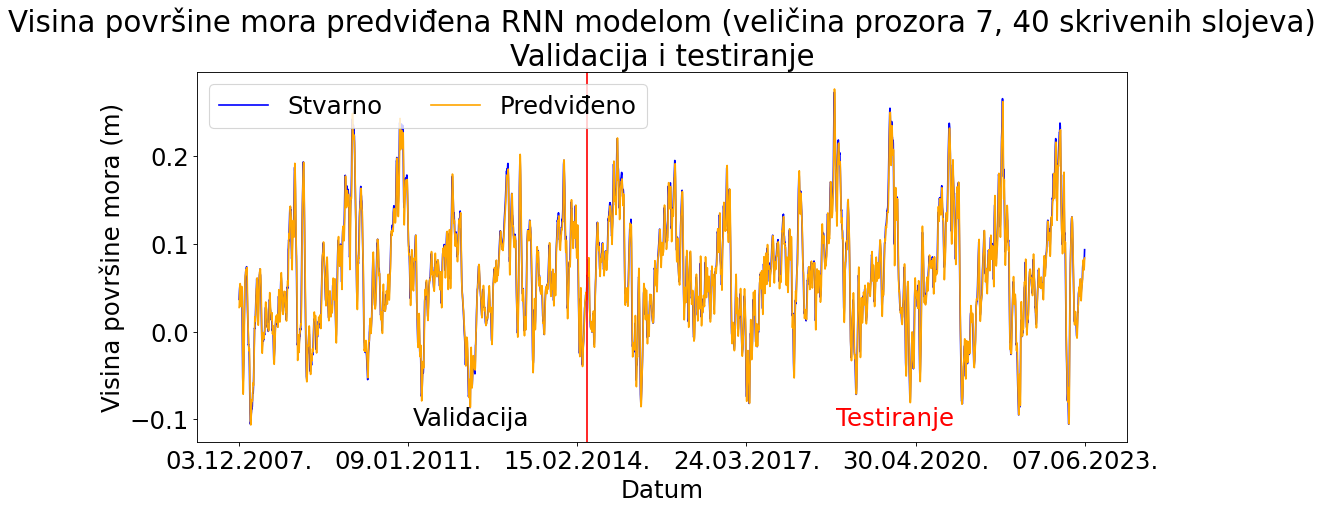 Visina površine mora predviđena RNN modelom (veličina prozora 7, 40 skrivenih slojeva)
Validacija i testiranje
Stvarno
Predviđeno
Visina površine mora (m)
0.2
0.1
0.0
−0.1
Validacija
Testiranje
03.12.2007. 09.01.2011. 15.02.2014. 24.03.2017. 30.04.2020. 07.06.2023.
Datum